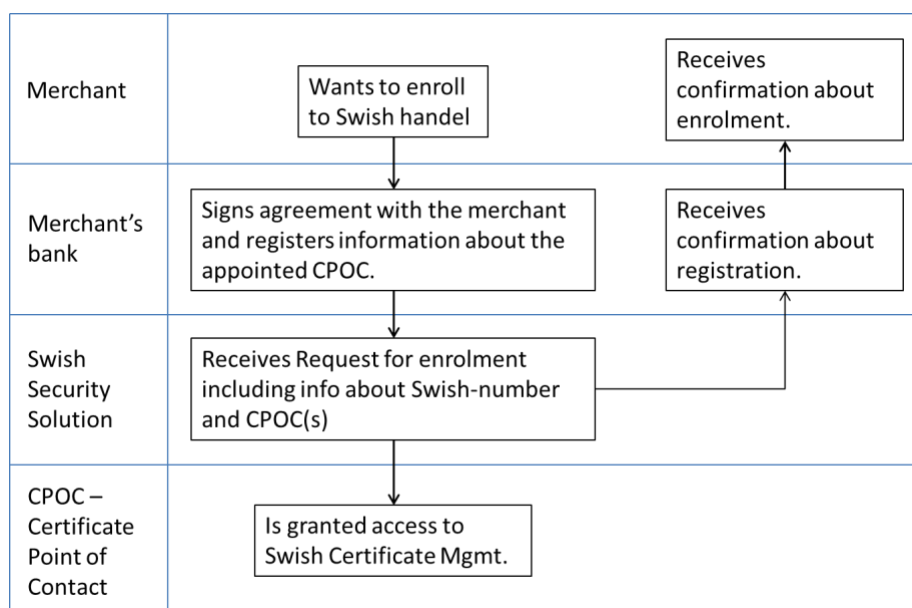 Merchant
Wants to enroll
to Swish handel
Receives
confirmation about
enrolment.
Merchant's
bank
Signs agreement with the merchant
and registers information about the
appointed CPOC.
Receives
confirmation about
registration.
Swish
Security
Solution
Receives Request for enrolment
including info about Swish-number
and CPOC(s)
CPOC –
Certificate
Point of
Contact
Is granted access to
Swish Certificate Mgmt.